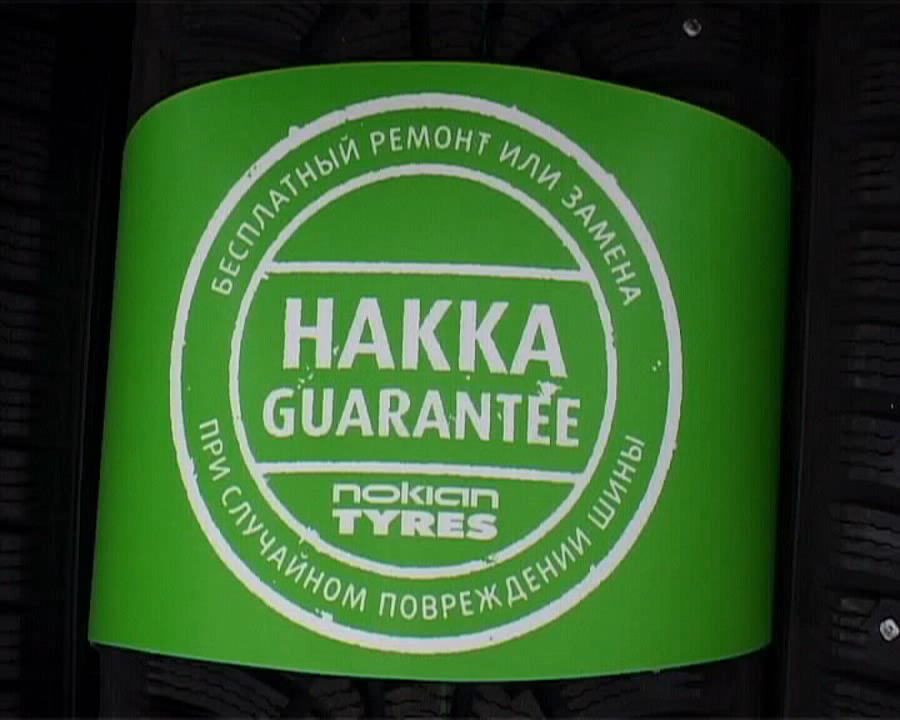 БЕСПЛАТНЫЙ РЕМОНТ ИЛИ ЗАМЕНА
HAKKA
GUARANTEE
nokian
TYRES
ПРИ СЛУЧАЙНОМ ПОВРЕЖДЕНИИ ШИНЫ